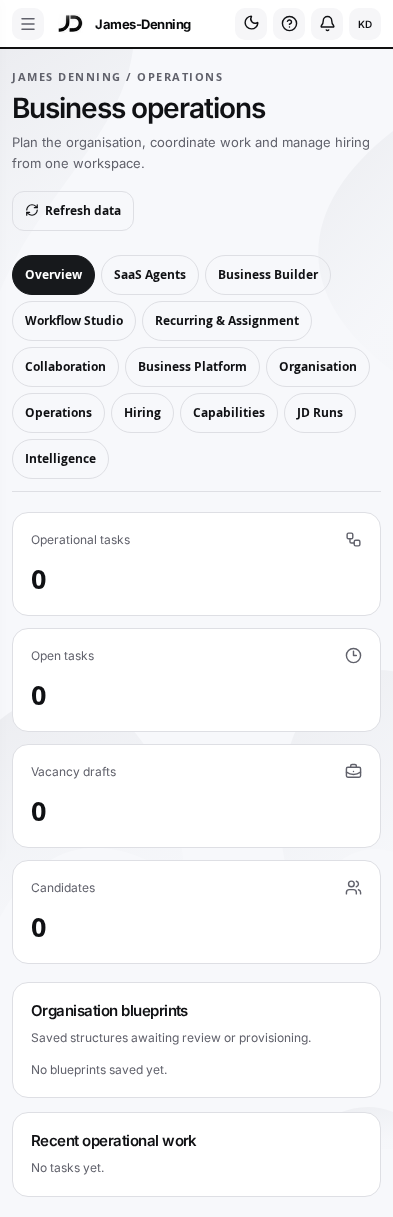 James-Denning
KD
JAMES DENNING / OPERATIONS
Business operations
Plan the organisation, coordinate work and manage hiring
from one workspace.
Refresh data
Overview
SaaS Agents
Business Builder
Workflow Studio
Recurring & Assignment
Collaboration
Business Platform
Organisation
Operations
Hiring
Capabilities
JD Runs
Intelligence
Operational tasks
0
Open tasks
0
Vacancy drafts
0
Candidates
0
Organisation blueprints
Saved structures awaiting review or provisioning.
No blueprints saved yet.
Recent operational work
No tasks yet.